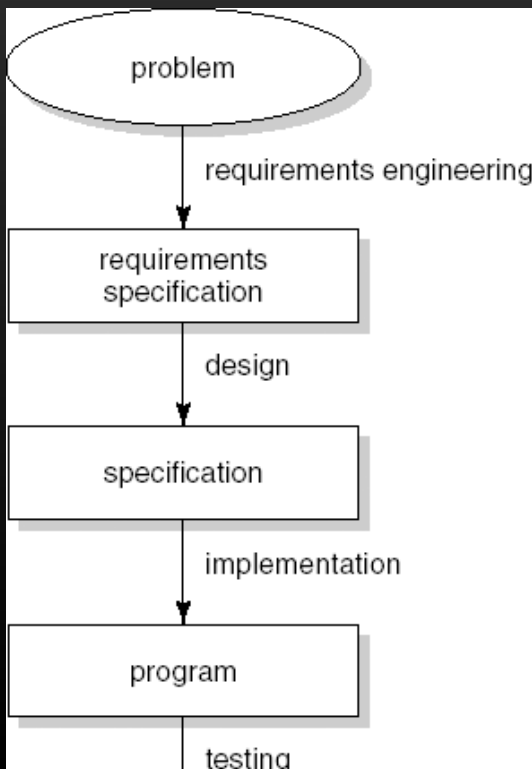 problem
requirements engineering
requirements
specification
design
specification
implementation
program
testing